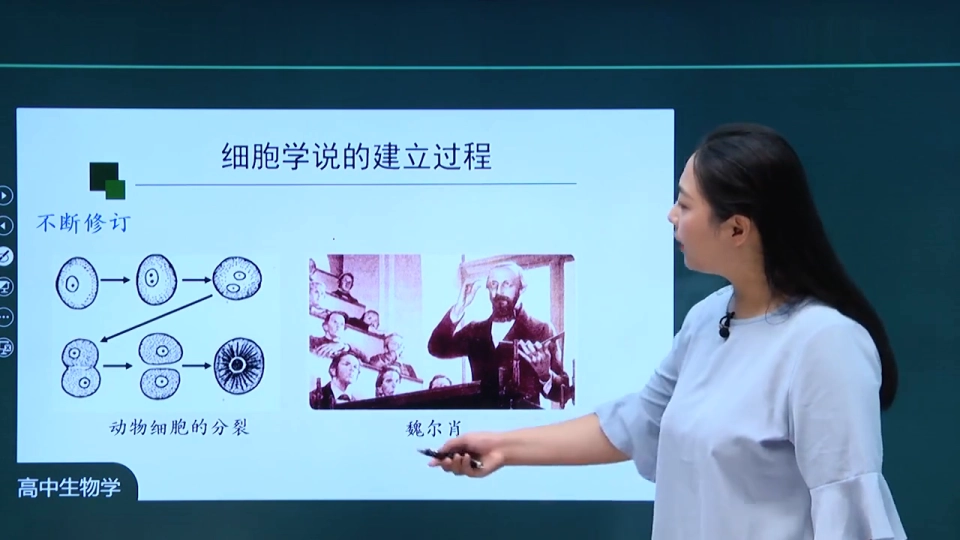 细胞学说的建立过程
不断修订
动物细胞的分裂
魏尔肖
高中生物学